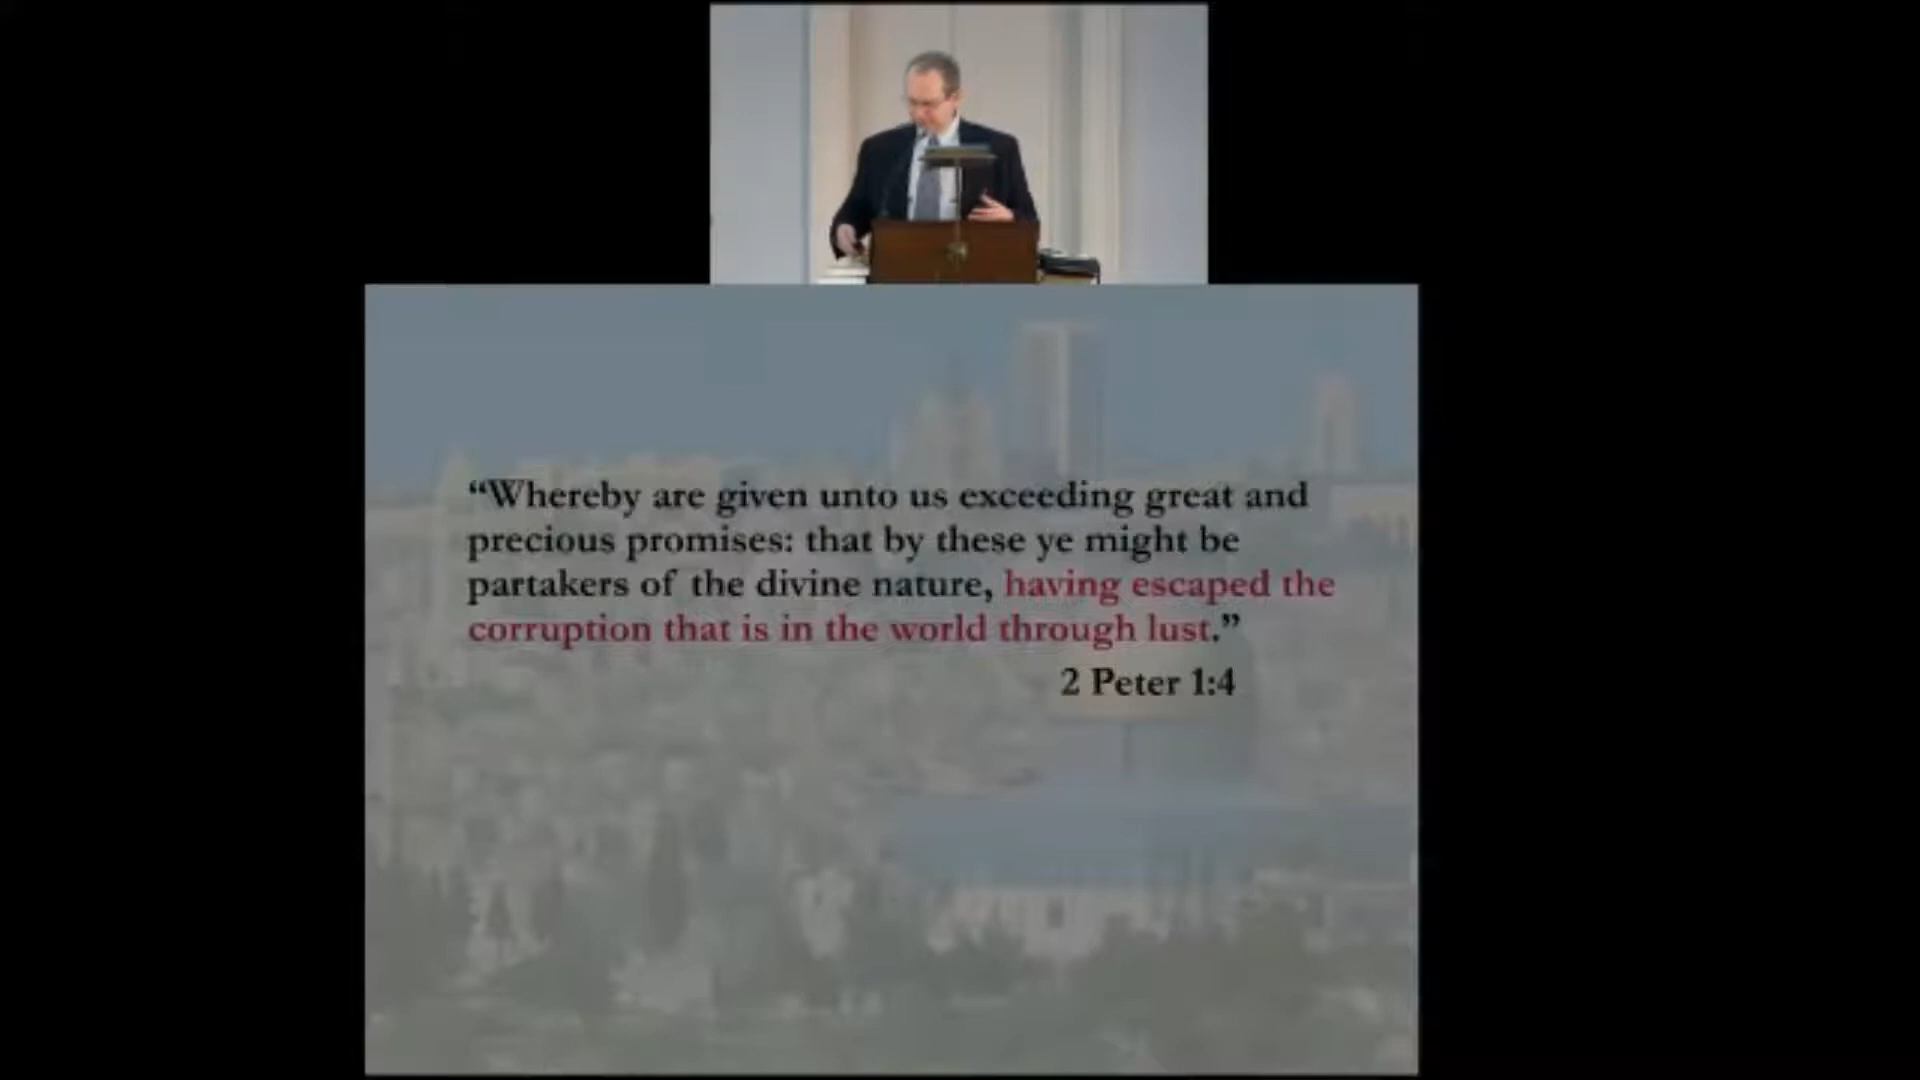 “Whereby are given unto us exceeding great and
precious promises: that by these ye might be
partakers of the divine nature, having escaped the
corruption that is in the world through lust.”
2 Peter 1:4